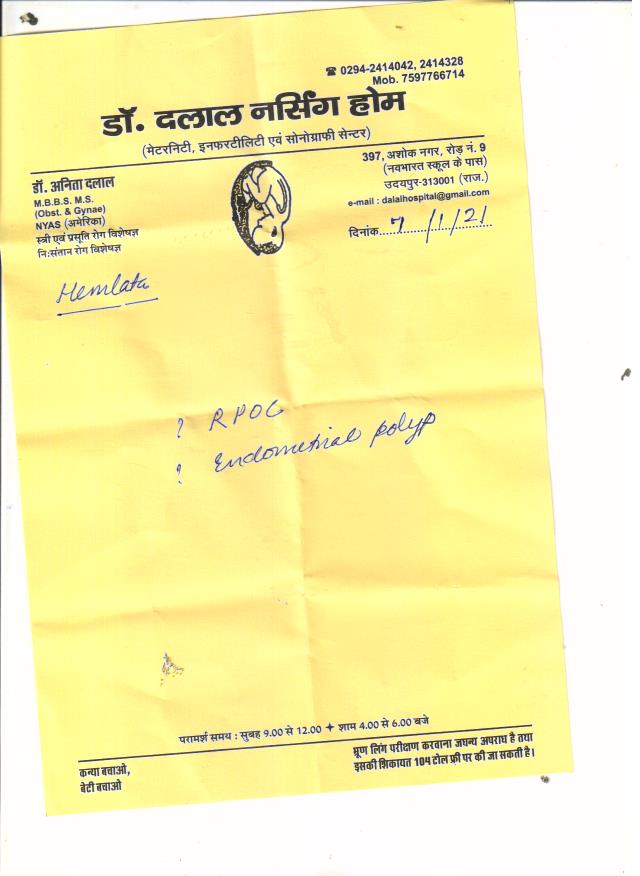 ☎ 0294-2414042, 2414328
Mob. 7597766714
डॉ. दलाल नर्सिंग होम
(मेटरनिटी, इनफरटीलिटी एवं सोनोग्राफी सेन्टर)
डॉ. अनिता दलाल
M.B.B.S. M.S.
(Obst. & Gynae)
NYAS (अमेरिका)
स्त्री एवं प्रसूति रोग विशेषज्ञ
नि:संतान रोग विशेषज्ञ
397, अशोक नगर, रोड़ नं. 9
(नवभारत स्कूल के पास)
उदयपुर-313001 (राज.)
e-mail : dalalhospital@gmail.com
दिनांक 7/1/21
Hemlata
? RPOC
? Endometrial polyp
परामर्श समय : सुबह 9.00 से 12.00 ✦ शाम 4.00 से 6.00 बजे
कन्या बचाओ,
बेटी बचाओ
भ्रूण लिंग परीक्षण करवाना जघन्य अपराध है तथा
इसकी शिकायत 104 टोल फ्री पर की जा सकती है।